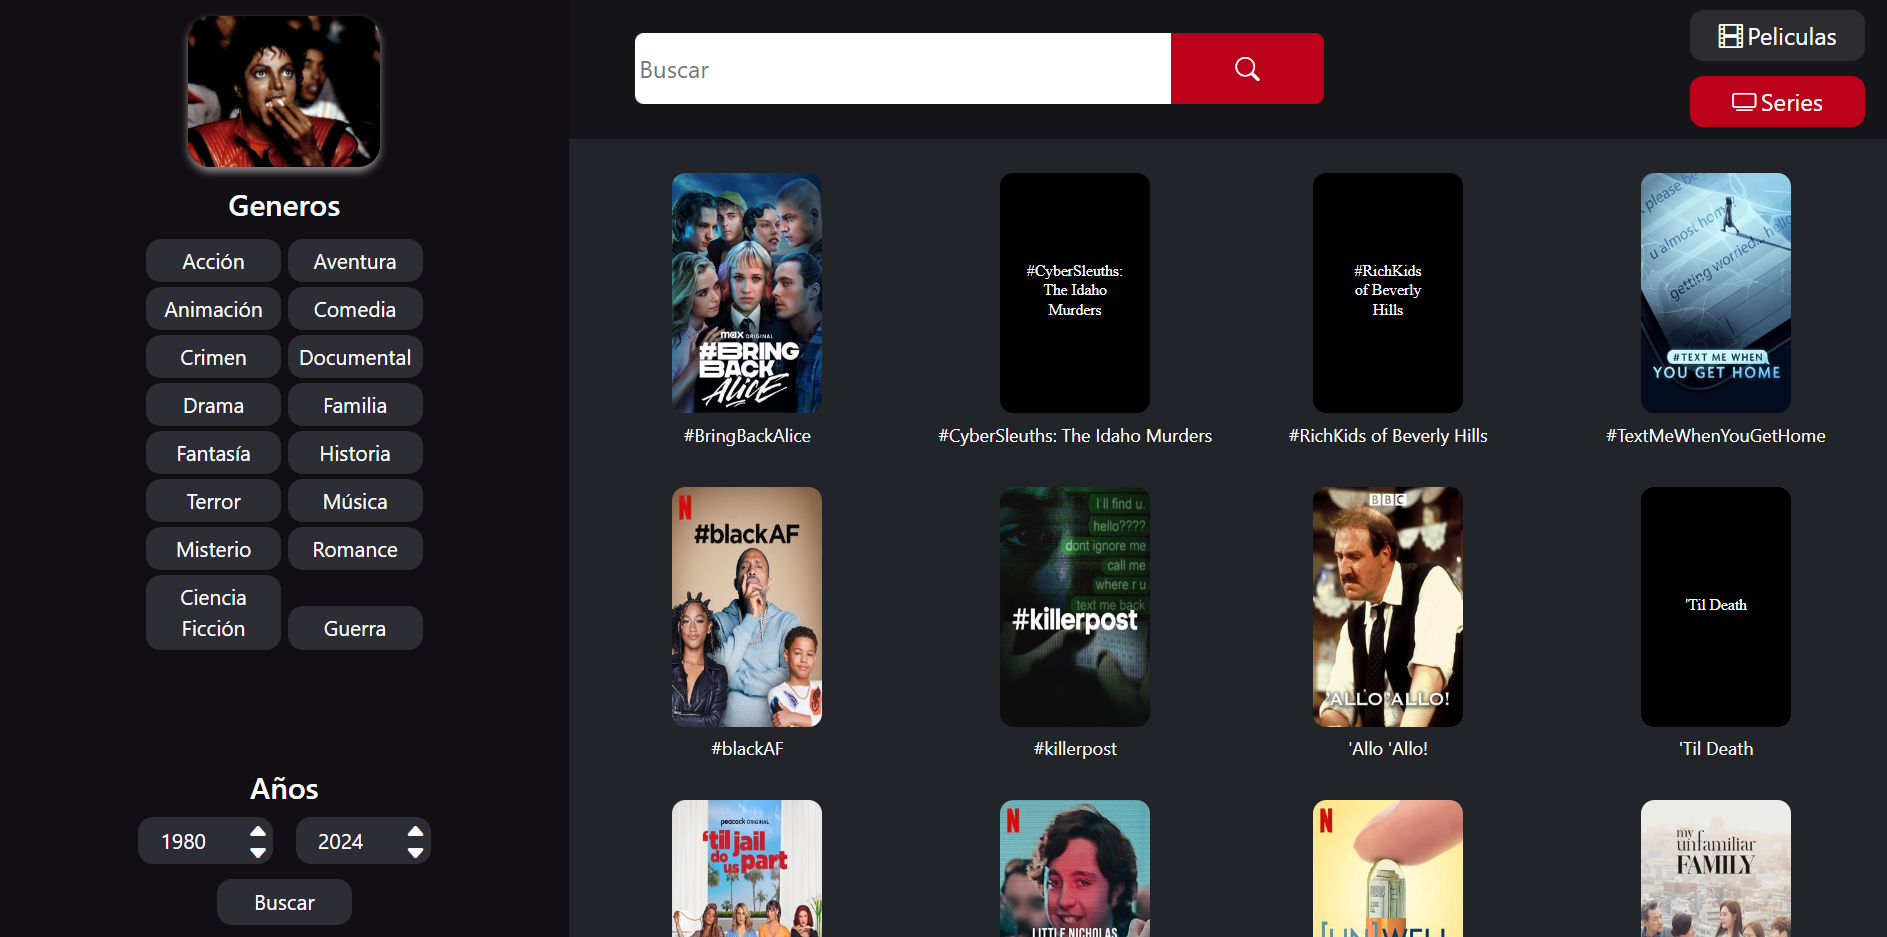 Generos
Acción
Aventura
Animación
Comedia
Crimen
Documental
Drama
Familia
Fantasía
Historia
Terror
Música
Misterio
Romance
Ciencia
Ficción
Guerra
Años
1980
2024
Buscar
Buscar
Peliculas
Series
max ORIGINAL
#BRING
BACK
ALICE
#BringBackAlice
#CyberSleuths:
The Idaho
Murders
#CyberSleuths: The Idaho Murders
#RichKids
of Beverly
Hills
#RichKids of Beverly Hills
please be
u almost home
hello
getting worried...
#TEXT ME WHEN
YOU GET HOME
#TextMeWhenYouGetHome
N
#blackAF
#blackAF
I ll find u.
hello????
dont ignore me
call me
where r u
text me back
#killerpost
#killerpost
BBC
'ALLO 'ALLO!
'Allo 'Allo!
'Til Death
'Til Death
peacock ORIGINAL
'til jail
do us part
N
LITTLE NICHOLAS
N
[UN]WELL
my
unfamiliar
FAMILY